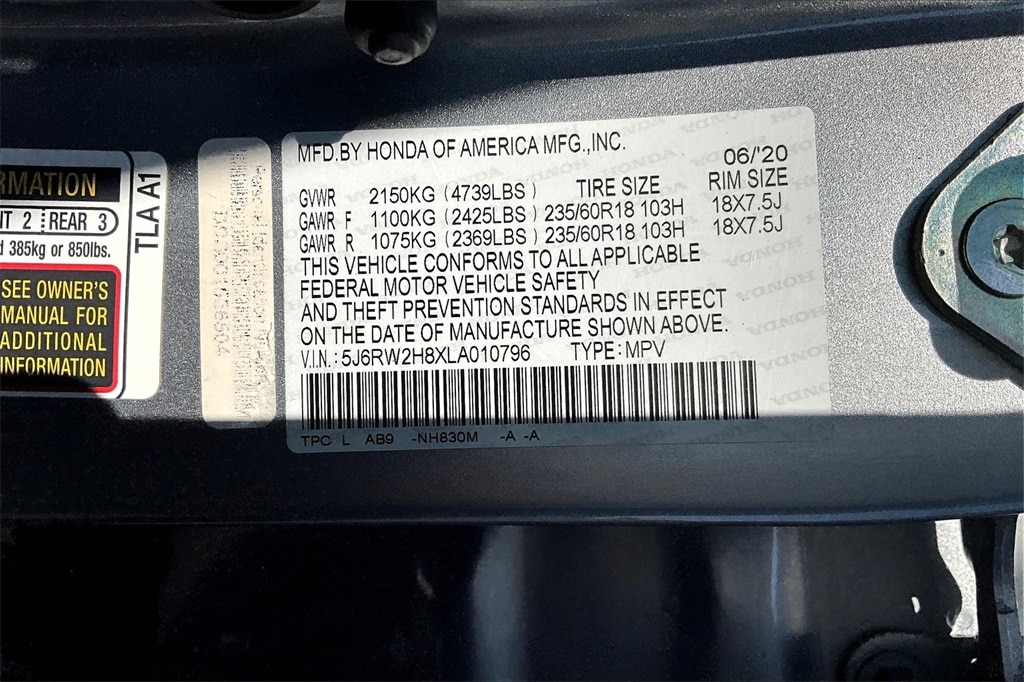 RMATION
NT 2 REAR 3
d 385kg or 850lbs.
SEE OWNER'S
MANUAL FOR
ADDITIONAL
INFORMATION
TLA A1
MFD.BY HONDA OF AMERICA MFG.,INC.
06/'20
GVWR 2150KG (4739LBS) TIRE SIZE RIM SIZE
GAWR F 1100KG (2425LBS) 235/60R18 103H 18X7.5J
GAWR R 1075KG (2369LBS) 235/60R18 103H 18X7.5J
THIS VEHICLE CONFORMS TO ALL APPLICABLE
FEDERAL MOTOR VEHICLE SAFETY
AND THEFT PREVENTION STANDARDS IN EFFECT
ON THE DATE OF MANUFACTURE SHOWN ABOVE.
V.I.N.: 5J6RW2H8XLA010796 TYPE: MPV
TPC L AB9 -NH830M -A -A